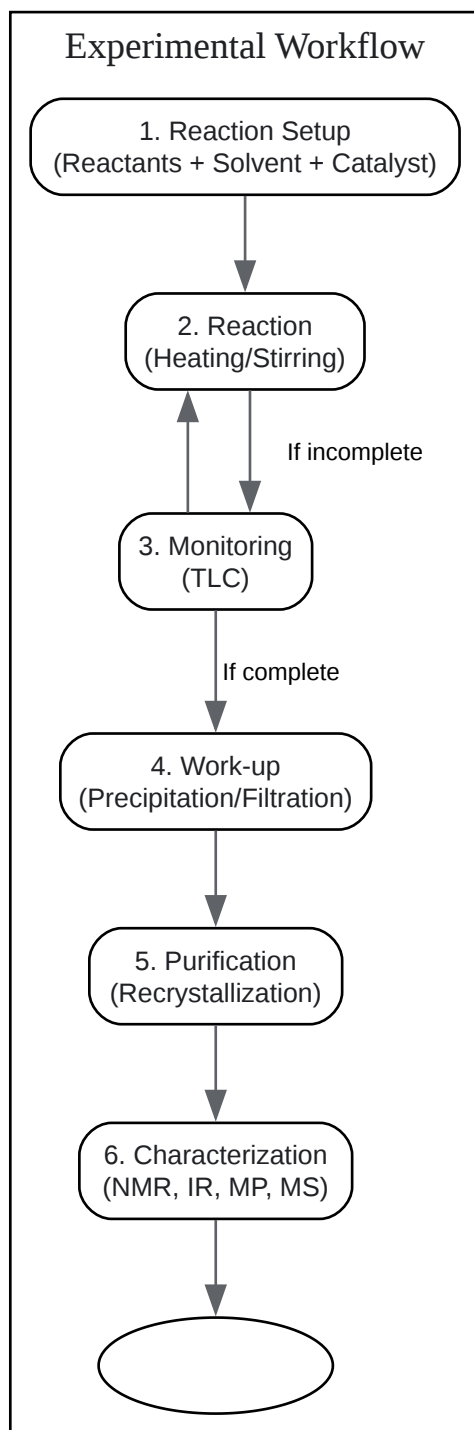 Experimental Workflow
1. Reaction Setup
(Reactants + Solvent + Catalyst)
2. Reaction
(Heating/Stirring)
If incomplete
3. Monitoring
(TLC)
If complete
4. Work-up
(Precipitation/Filtration)
5. Purification
(Recrystallization)
6. Characterization
(NMR, IR, MP, MS)